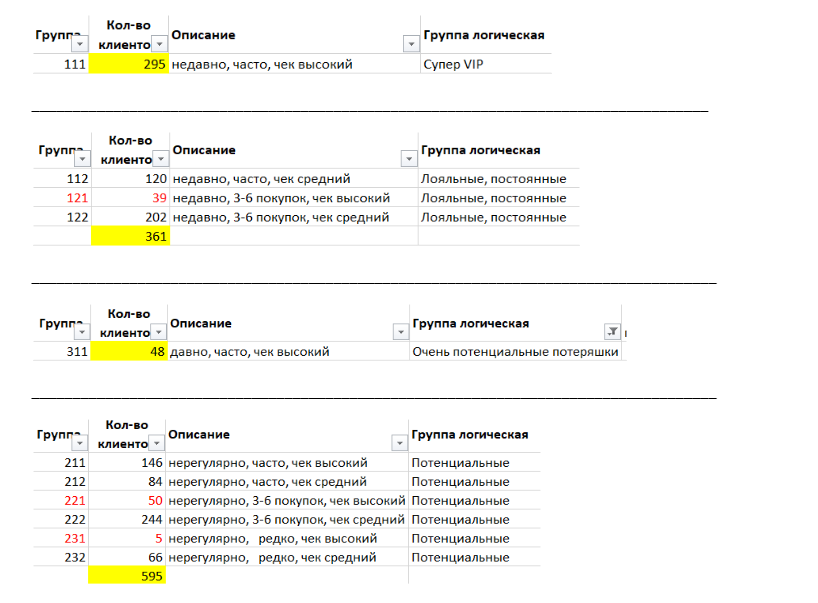 Группа Кол-во клиенто Описание Группа логическая
111 295 недавно, часто, чек высокий Супер VIP
Группа Кол-во клиенто Описание Группа логическая
112 120 недавно, часто, чек средний Лояльные, постоянные
121 39 недавно, 3-6 покупок, чек высокий Лояльные, постоянные
122 202 недавно, 3-6 покупок, чек средний Лояльные, постоянные
361
Группа Кол-во клиенто Описание Группа логическая
311 48 давно, часто, чек высокий Очень потенциальные потеряшки
Группа Кол-во клиенто Описание Группа логическая
211 146 нерегулярно, часто, чек высокий Потенциальные
212 84 нерегулярно, часто, чек средний Потенциальные
221 50 нерегулярно, 3-6 покупок, чек высокий Потенциальные
222 244 нерегулярно, 3-6 покупок, чек средний Потенциальные
231 5 нерегулярно, редко, чек высокий Потенциальные
232 66 нерегулярно, редко, чек средний Потенциальные
595